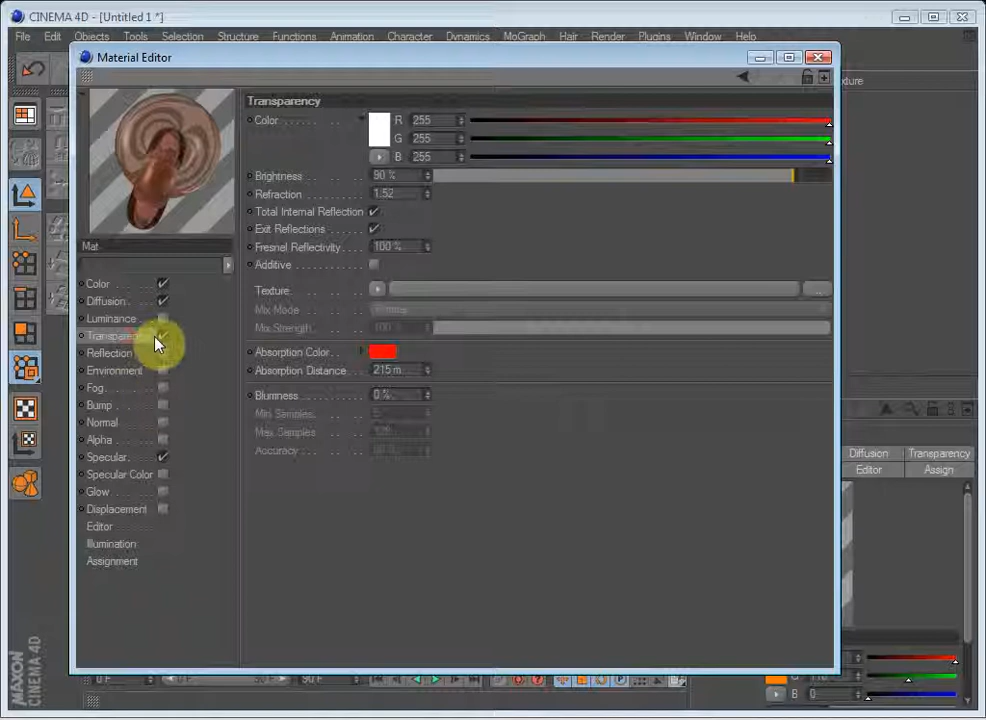 CINEMA 4D - [Untitled 1 *]
File Edit Objects Tools Selection Structure Functions Animation Character Dynamics MoGraph Hair Render Plugins Window Help
Material Editor
Transparency
Color R 255
G 255
B 255
Brightness 90 %
Refraction 1.52
Total Internal Reflection
Exit Reflections
Fresnel Reflectivity 100 %
Additive
Texture ...
Mix Mode
Mix Strength 100
Absorption Color
Absorption Distance 215 m
Blurriness 0 %
Min Samples
Max Samples
Accuracy
Mat
Color
Diffusion
Luminance
Reflection
Environment
Fog
Bump
Normal
Alpha
Specular
Specular Color
Glow
Displacement
Editor
Illumination
Assignment
Diffusion Transparency
Editor Assign
0 F 90 F
B 0
MAXON
CINEMA 4D